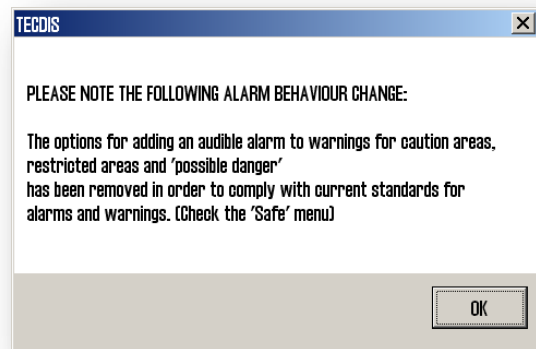 TECDIS
PLEASE NOTE THE FOLLOWING ALARM BEHAVIOUR CHANGE:
The options for adding an audible alarm to warnings for caution areas,
restricted areas and 'possible danger'
has been removed in order to comply with current standards for
alarms and warnings. (Check the 'Safe' menu)
OK